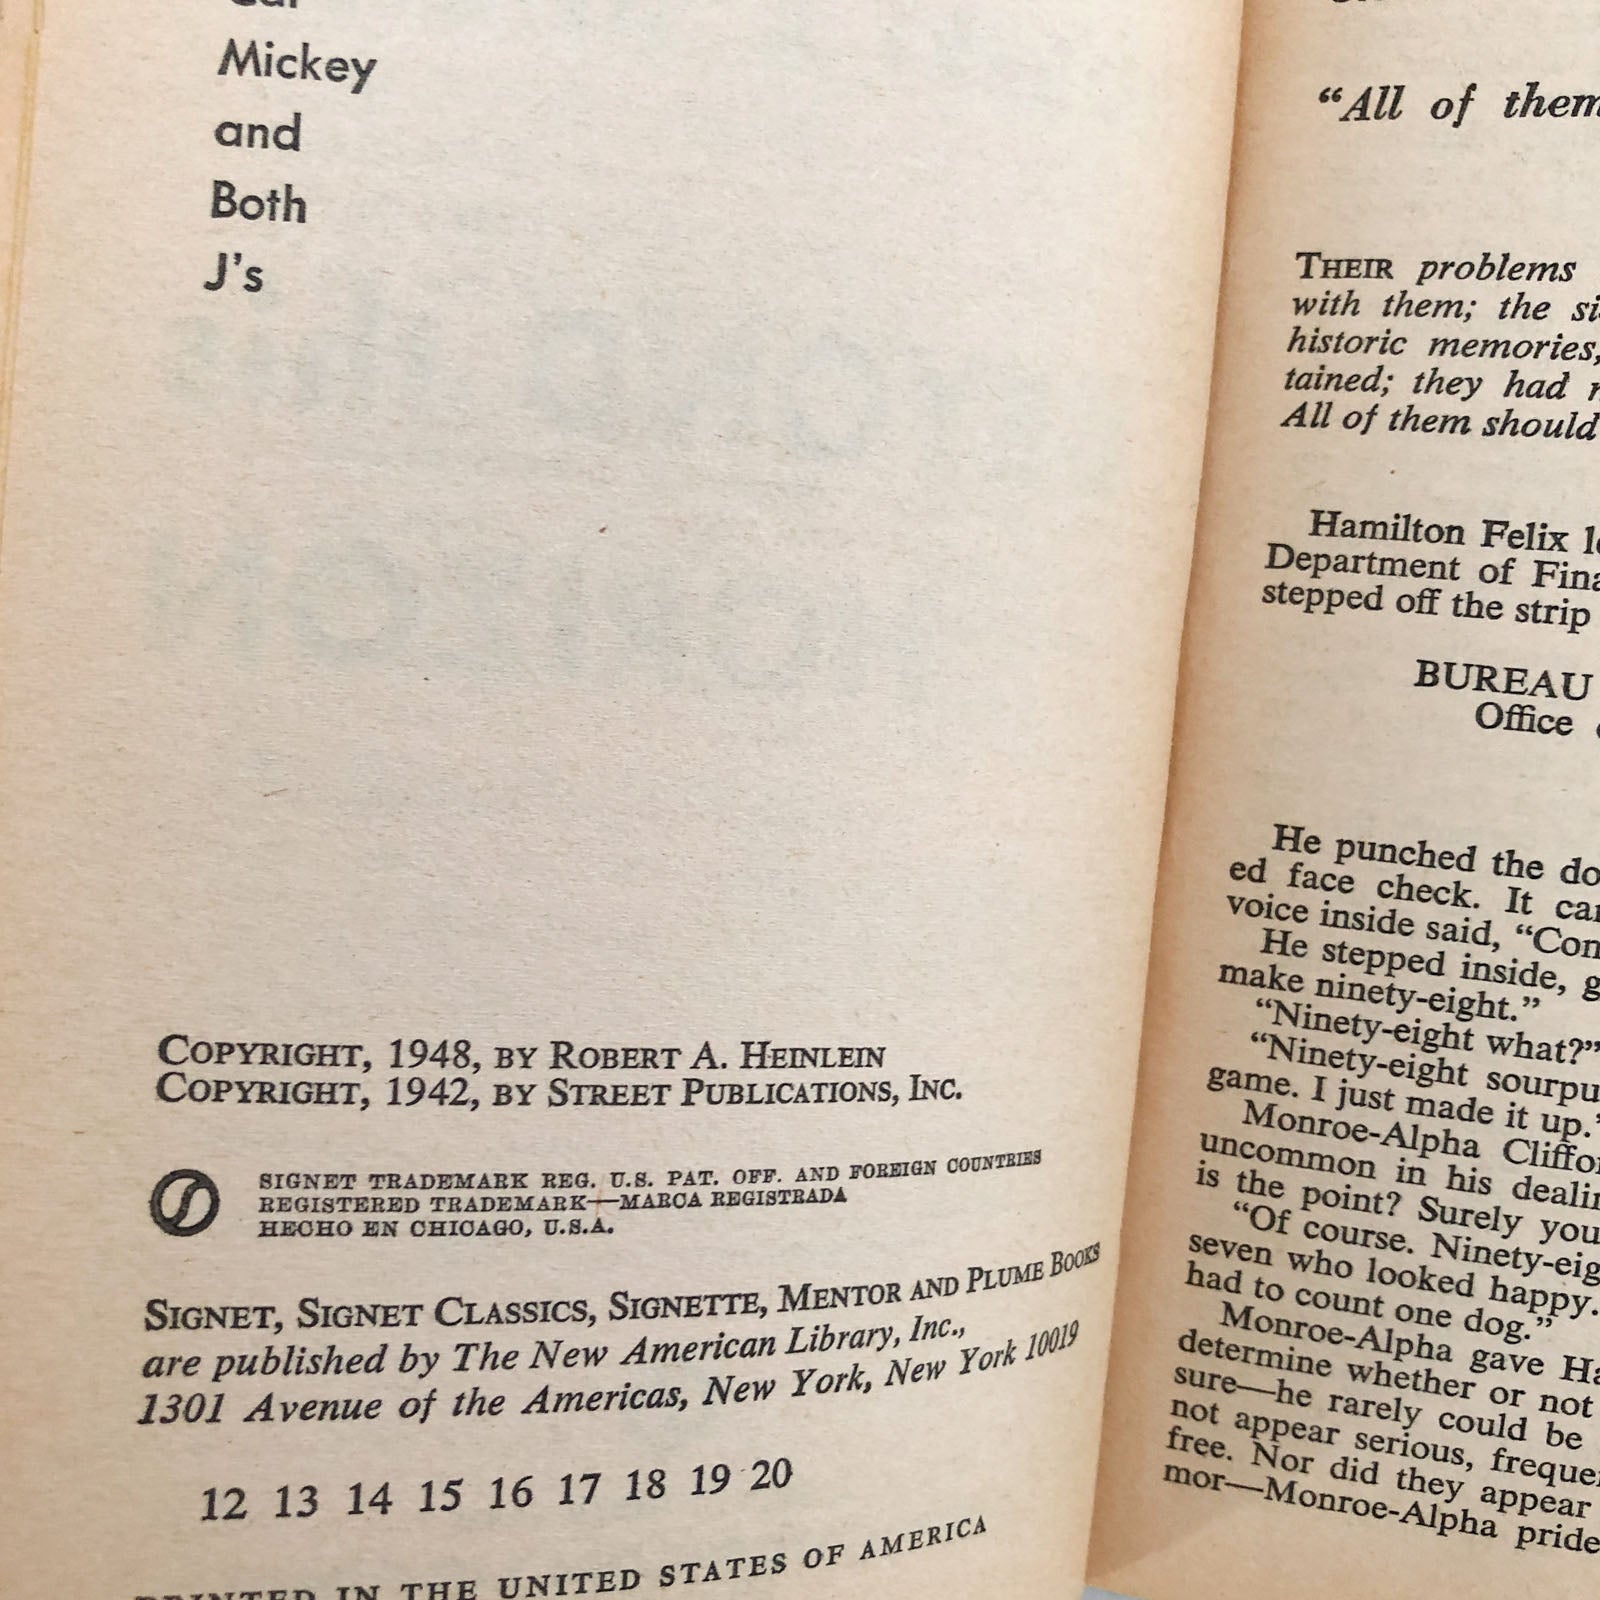 Mickey
and
Both
J's
COPYRIGHT, 1948, BY ROBERT A. HEINLEIN
COPYRIGHT, 1942, BY STREET PUBLICATIONS, INC.
SIGNET TRADEMARK REG. U.S. PAT. OFF. AND FOREIGN COUNTRIES
REGISTERED TRADEMARK—MARCA REGISTRADA
HECHO EN CHICAGO, U.S.A.
SIGNET, SIGNET CLASSICS, SIGNETTE, MENTOR AND PLUME BOOKS
are published by The New American Library, Inc.,
1301 Avenue of the Americas, New York, New York 10019
12 13 14 15 16 17 18 19 20
PRINTED IN THE UNITED STATES OF AMERICA
"All of them
THEIR problems
with them; the
historic memories,
tained; they had
All of them should
Hamilton Felix
Department of
stepped off the strip
BUREAU
Office
He punched the
ed face check. It
voice inside said,
He stepped inside,
make ninety-eight."
"Ninety-eight what?"
"Ninety-eight
game. I just made it up."
Monroe-Alpha
uncommon in his
is the point? Surely you
"Of course.
seven who looked happy.
had to count one dog."
Monroe-Alpha gave
determine whether or not
sure—he rarely could be
not appear serious,
free. Nor did they appear
mor—Monroe-Alpha